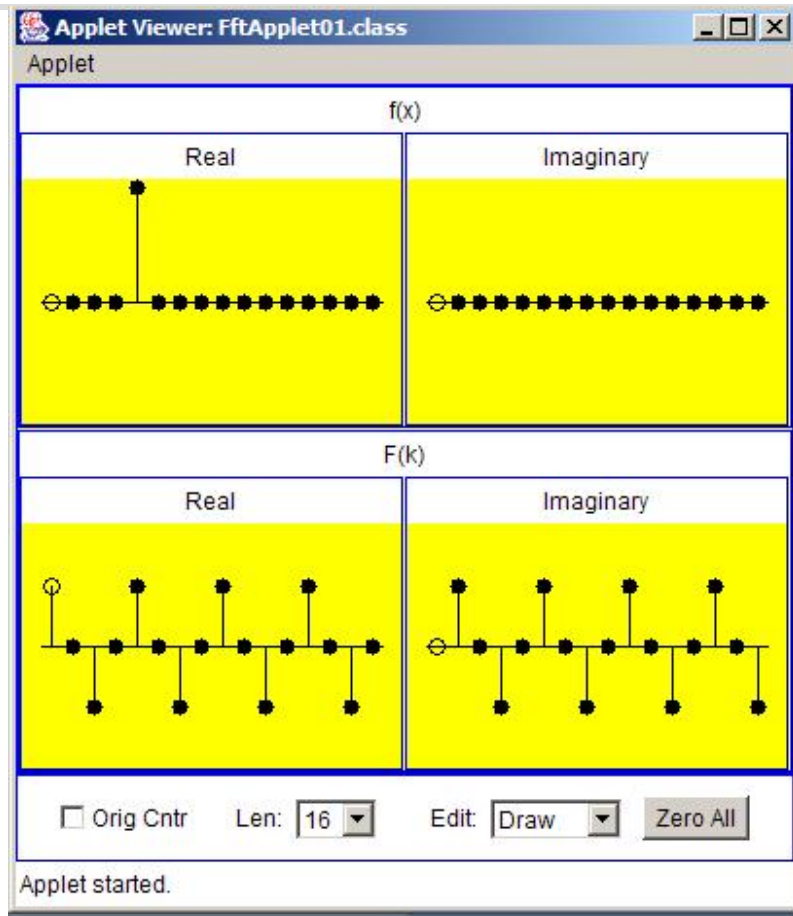 Applet Viewer: FftApplet01.class
Applet
f(x)
Real Imaginary
F(k)
Real Imaginary
Orig Cntr Len: 16 Edit: Draw Zero All
Applet started.